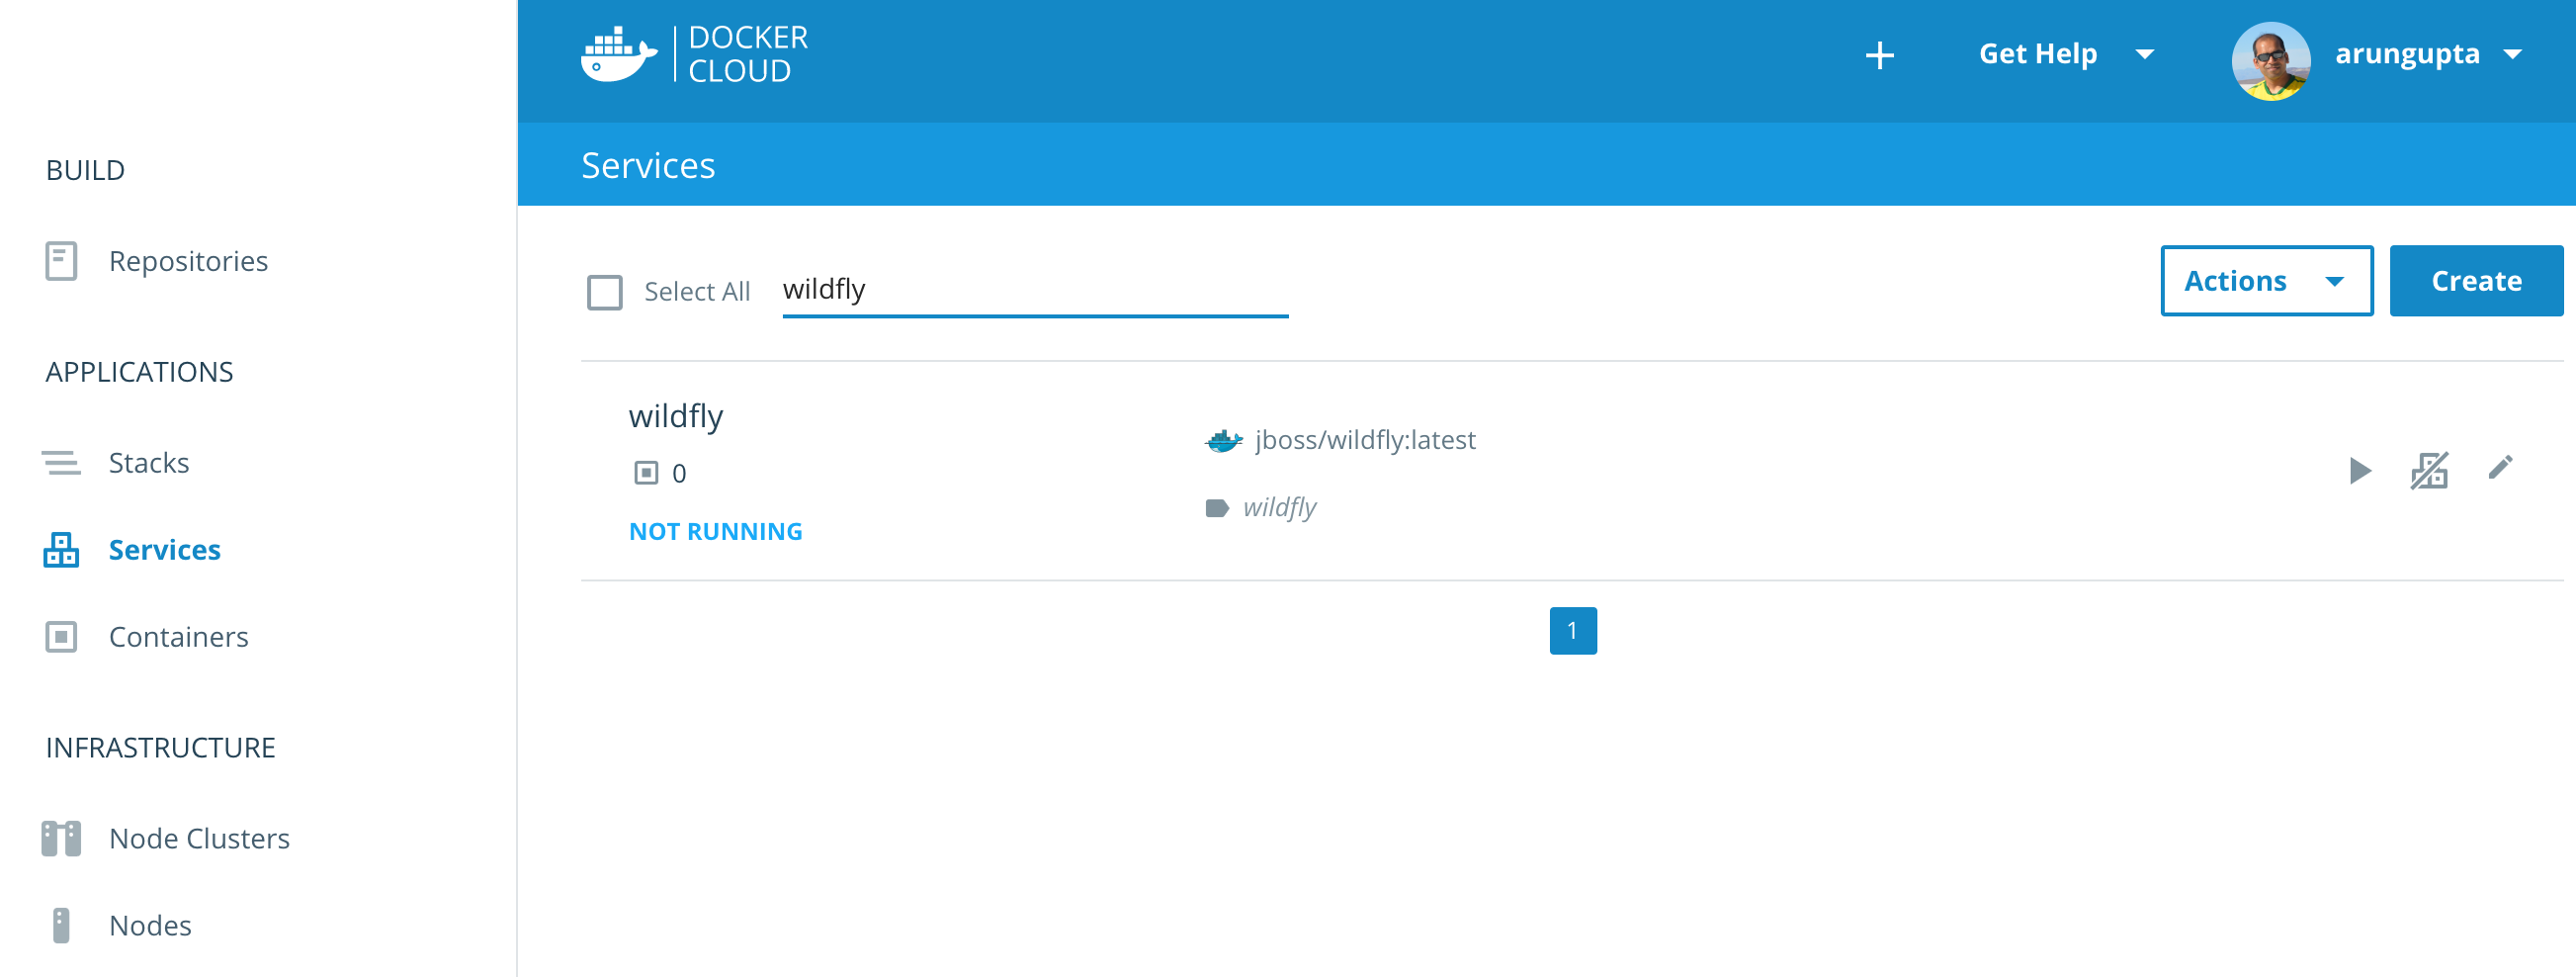 BUILD
Repositories
APPLICATIONS
Stacks
Services
Containers
INFRASTRUCTURE
Node Clusters
Nodes
DOCKER
CLOUD
Get Help
arungupta
Services
Select All
wildfly
Actions
Create
wildfly
0
NOT RUNNING
jboss/wildfly:latest
wildfly
1